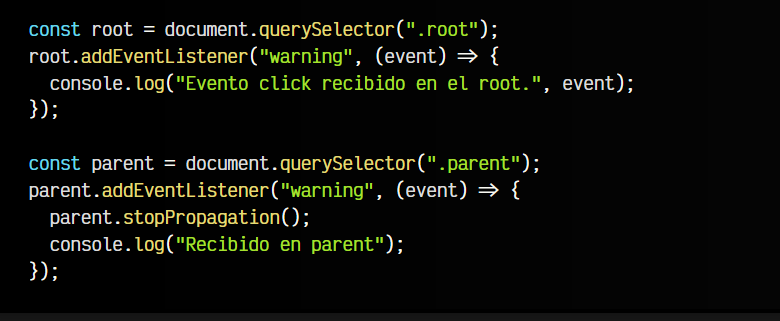 const root = document.querySelector(".root");
root.addEventListener("warning", (event) => {
  console.log("Evento click recibido en el root.", event);
});

const parent = document.querySelector(".parent");
parent.addEventListener("warning", (event) => {
  parent.stopPropagation();
  console.log("Recibido en parent");
});